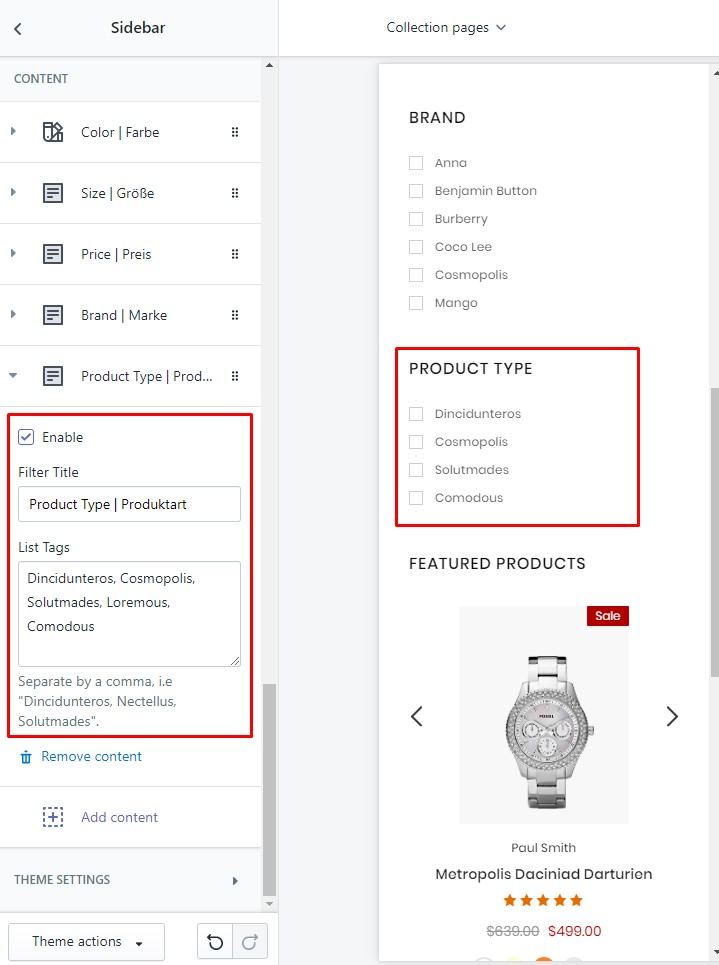 Sidebar
CONTENT
Color | Farbe
Size | Größe
Price | Preis
Brand | Marke
Product Type | Prod...
Enable
Filter Title
Product Type | Produktart
List Tags
Dincidunteros, Cosmopolis,
Solutmades, Loremous,
Comodous
Separate by a comma, i.e
"Dincidunteros, Nectellus,
Solutmades".
Remove content
Add content
THEME SETTINGS
Theme actions
Collection pages
BRAND
Anna
Benjamin Button
Burberry
Coco Lee
Cosmopolis
Mango
PRODUCT TYPE
Dincidunteros
Cosmopolis
Solutmades
Comodous
FEATURED PRODUCTS
Sale
FOSSIL
Paul Smith
Metropolis Daciniad Darturien
$639.00 $499.00